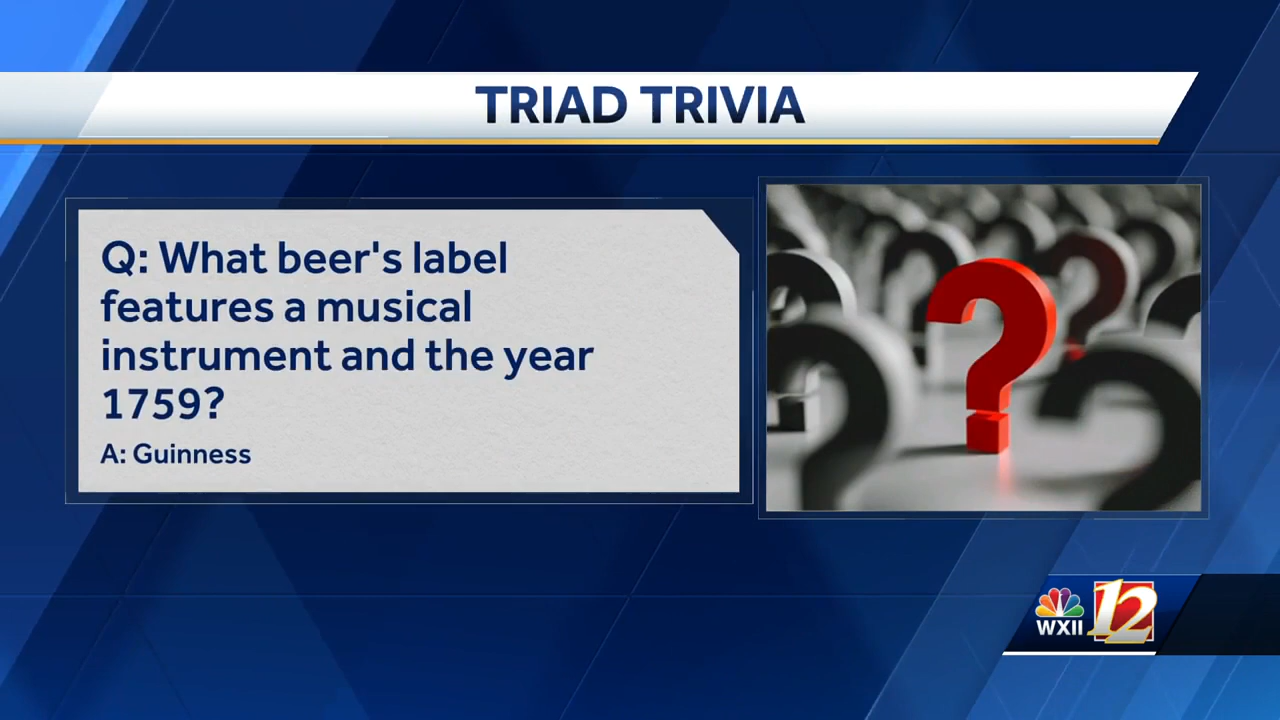 TRIAD TRIVIA
Q: What beer's label
features a musical
instrument and the year
1759?
A: Guinness
WXII 12